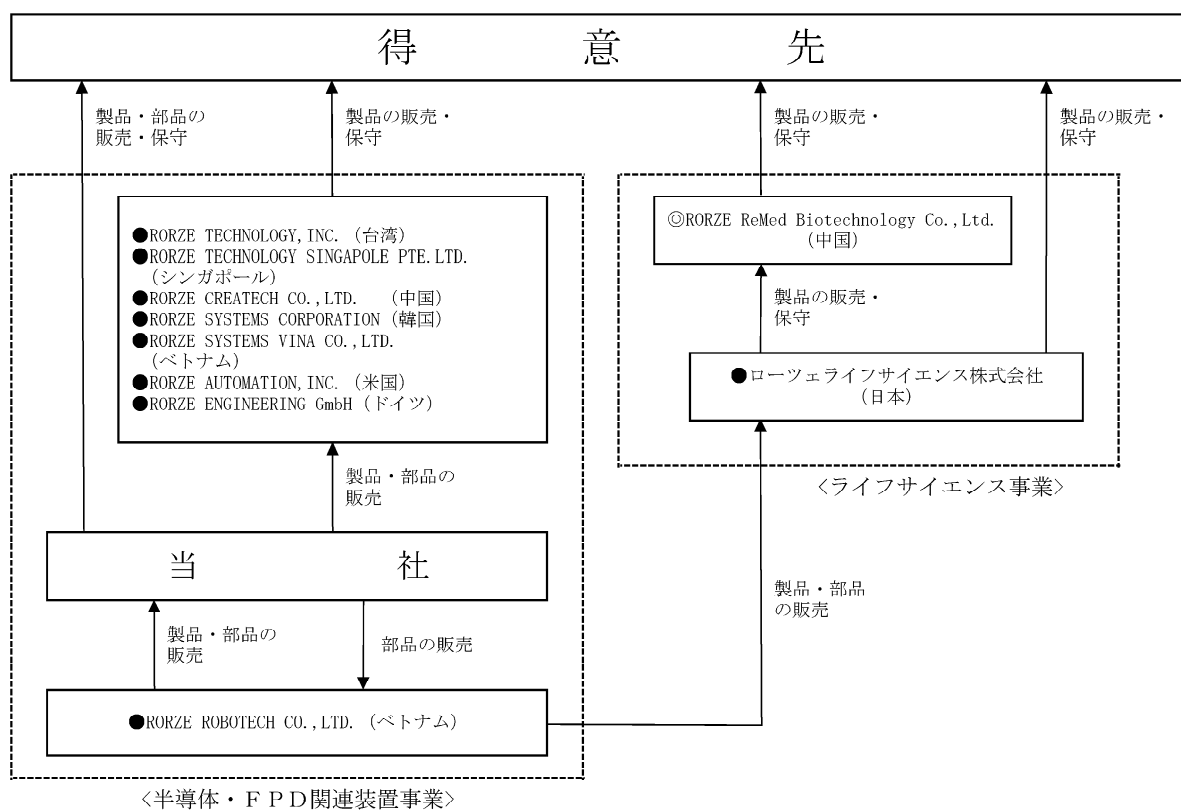 得意先
製品・部品の
販売・保守
製品の販売・
保守
製品の販売・
保守
製品の販売・
保守
●RORZE TECHNOLOGY,INC. (台湾)
●RORZE TECHNOLOGY SINGAPOLE PTE.LTD.
(シンガポール)
●RORZE CREATECH CO.,LTD. (中国)
●RORZE SYSTEMS CORPORATION (韓国)
●RORZE SYSTEMS VINA CO.,LTD.
(ベトナム)
●RORZE AUTOMATION,INC. (米国)
●RORZE ENGINEERING GmbH (ドイツ)
◎RORZE ReMed Biotechnology Co.,Ltd.
(中国)
製品の販売・
保守
●ローツェライフサイエンス株式会社
(日本)
<ライフサイエンス事業>
製品・部品の
販売
当社
製品・部品の
販売
部品の販売
製品・部品
の販売
●RORZE ROBOTECH CO.,LTD. (ベトナム)
<半導体・ＦＰＤ関連装置事業>